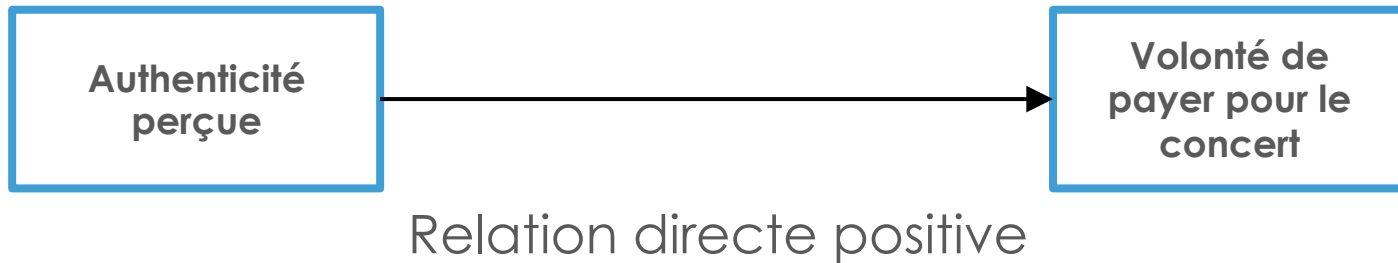 Authenticité
perçue
Volonté de
payer pour le
concert
Relation directe positive